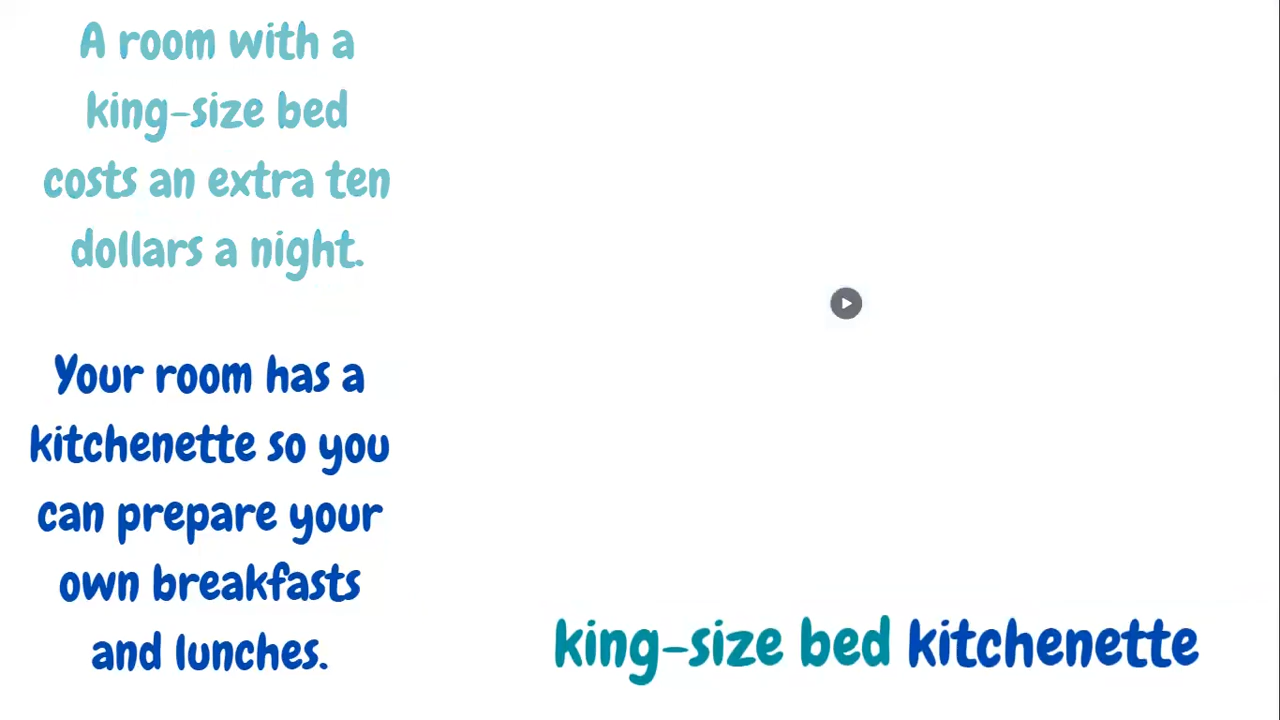 A room with a
king-size bed
costs an extra ten
dollars a night.
Your room has a
kitchenette so you
can prepare your
own breakfasts
and lunches.
king-size bed kitchenette